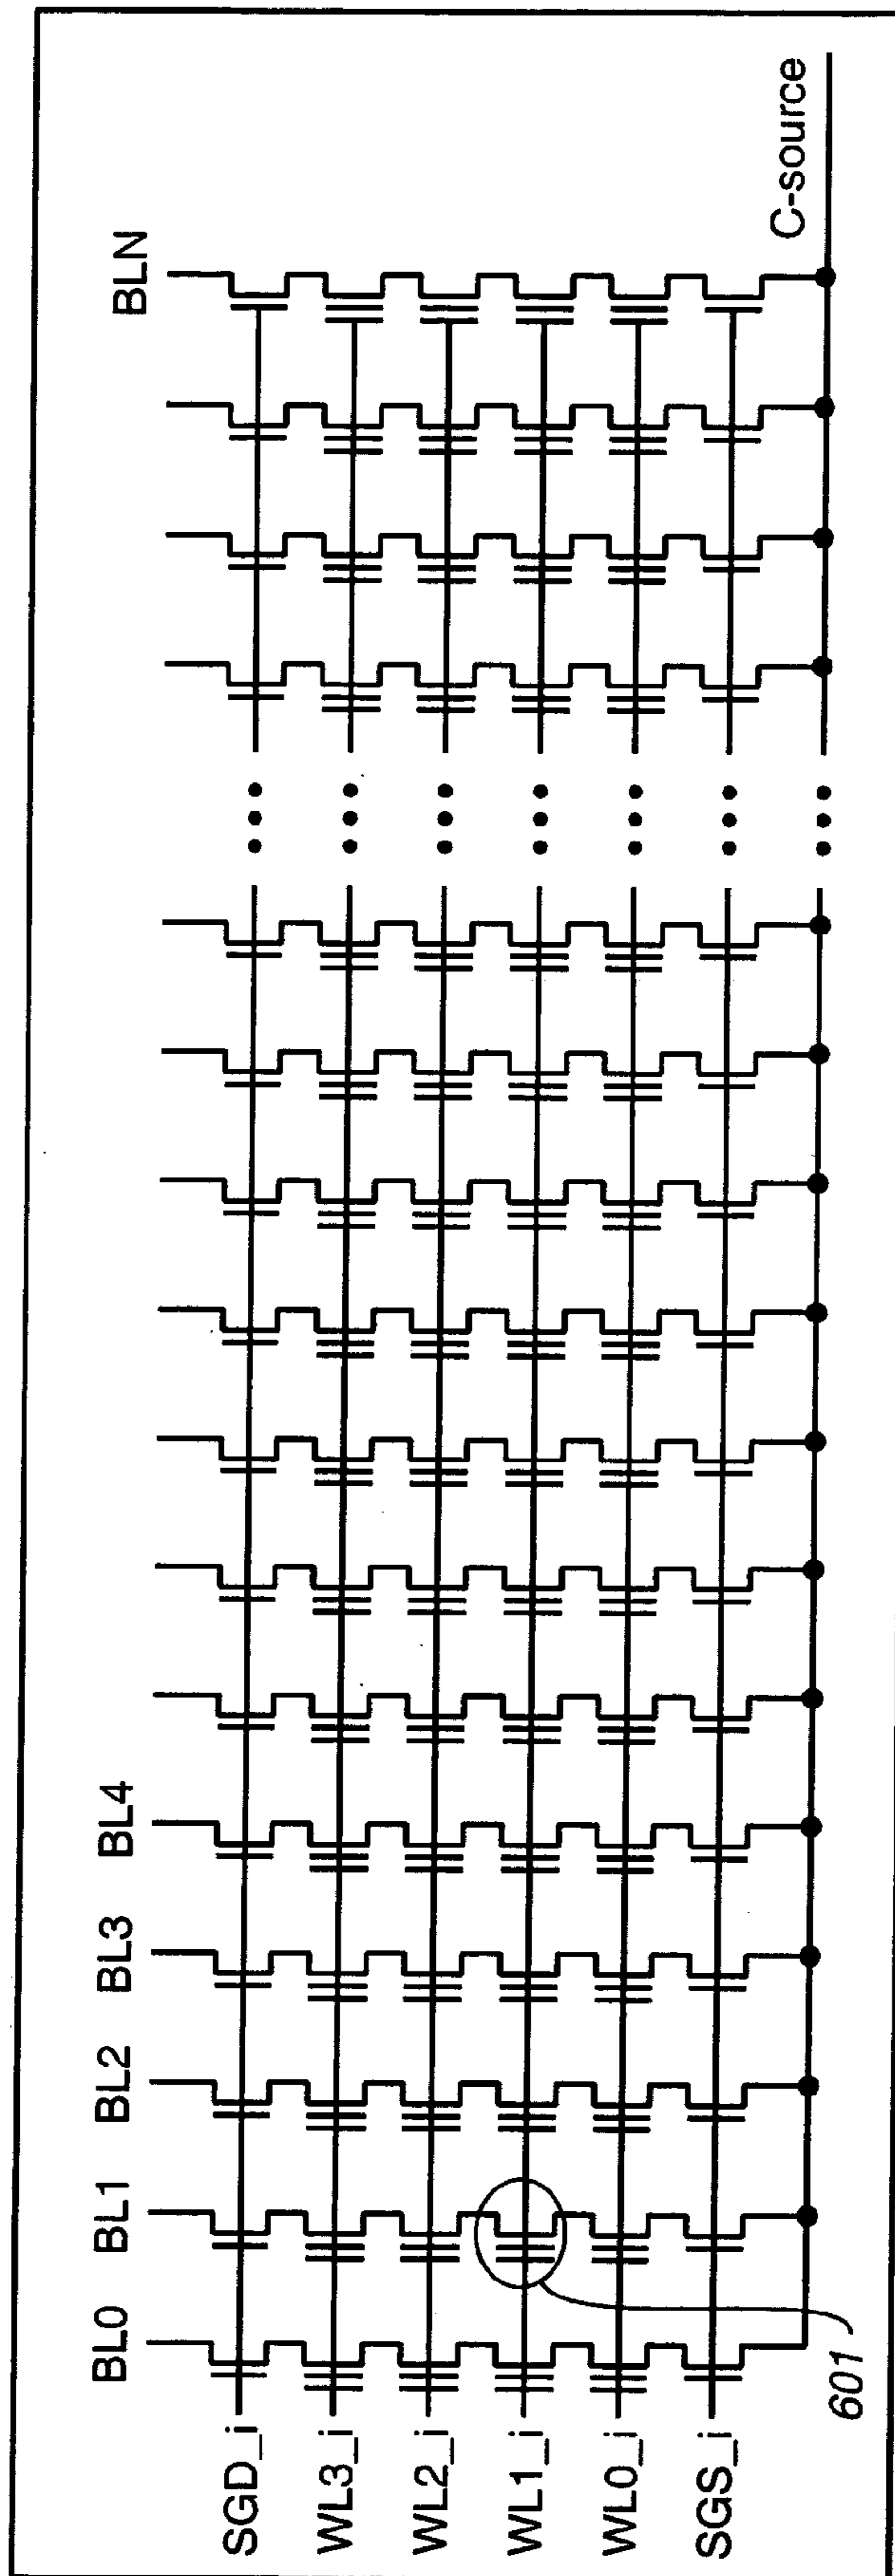 BL0 BL1 BL2 BL3 BL4 BLN
SGD_i
WL3_i
WL2_i
WL1_i
WL0_i
SGS_i
C-source
601